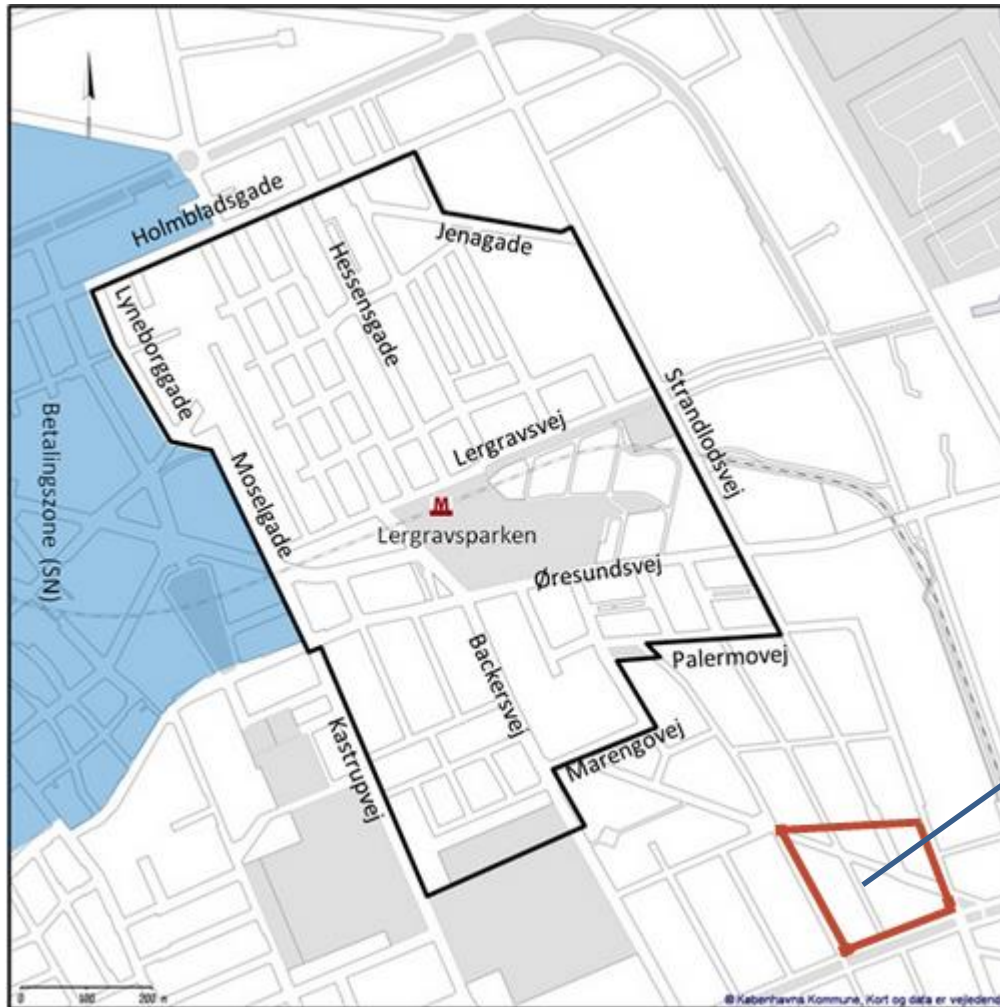 Holmbladsgade
Jenagade
Hessensgade
Lyneborggade
Betalingszone (SN)
Strandlodsvej
Lergravsvej
Moselgade
M
Lergravsparken
Øresundsvej
Backersvej
Palermovej
Kastrupvej
Marengovej
0 100 200 m
© Københavns Kommune, Kort og data er vejledend